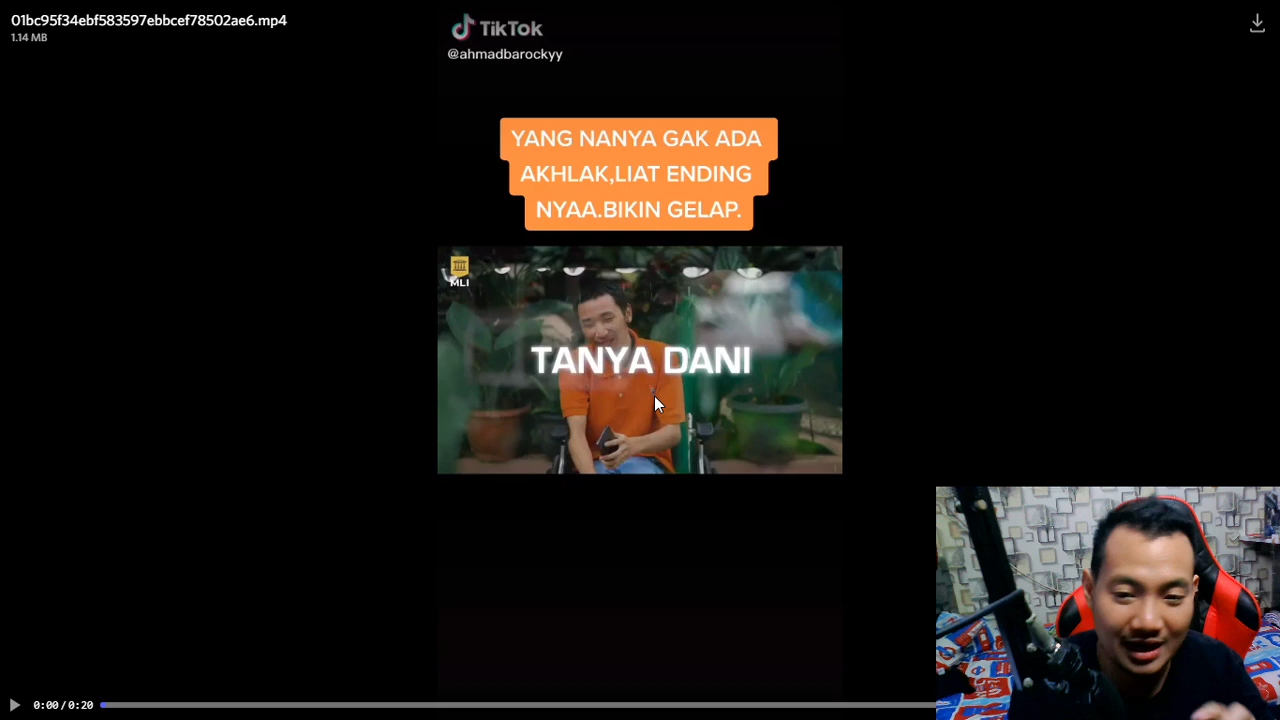 01bc95f34ebf583597ebbcef78502ae6.mp4
1.14 MB
TikTok
@ahmadbarockyy
YANG NANYA GAK ADA
AKHLAK,LIAT ENDING
NYAA.BIKIN GELAP.
MLI
TANYA DANI
0:00/0:20